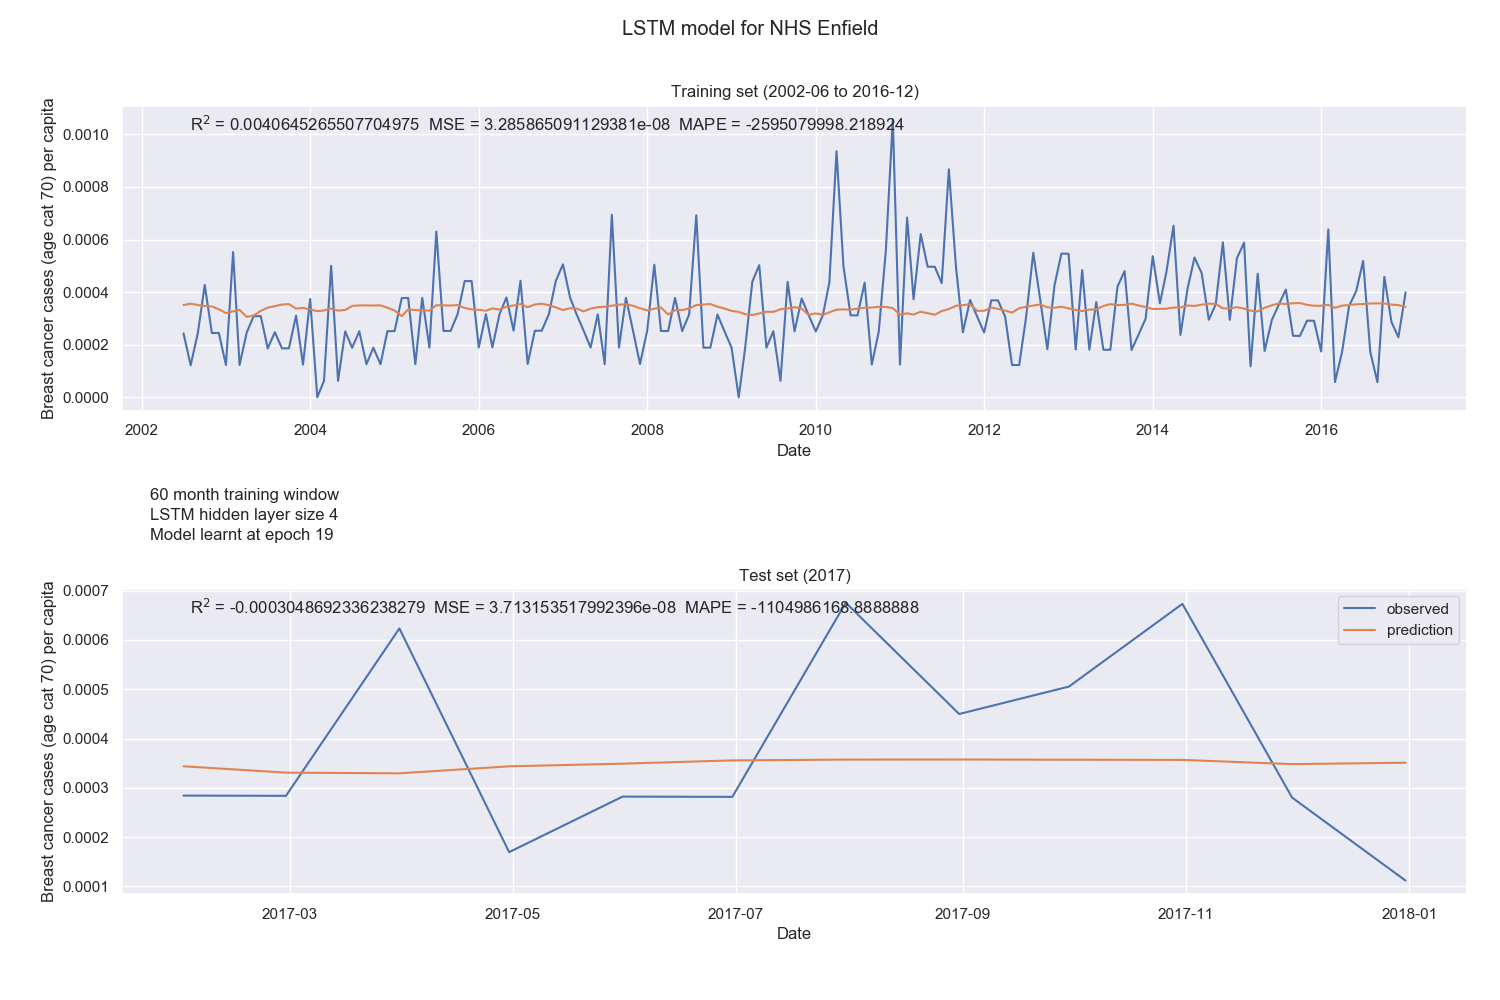 LSTM model for NHS Enfield
Training set (2002-06 to 2016-12)
R² = 0.0040645265507704975 MSE = 3.285865091129381e-08 MAPE = -2595079998.218924
Breast cancer cases (age cat 70) per capita
0.0010
0.0008
0.0006
0.0004
0.0002
0.0000
2002 2004 2006 2008 2010 2012 2014 2016
Date
60 month training window
LSTM hidden layer size 4
Model learnt at epoch 19
Test set (2017)
R² = -0.0003048692336238279 MSE = 3.713153517992396e-08 MAPE = -1104986168.8888888
observed
prediction
Breast cancer cases (age cat 70) per capita
0.0007
0.0006
0.0005
0.0004
0.0003
0.0002
0.0001
2017-03 2017-05 2017-07 2017-09 2017-11 2018-01
Date